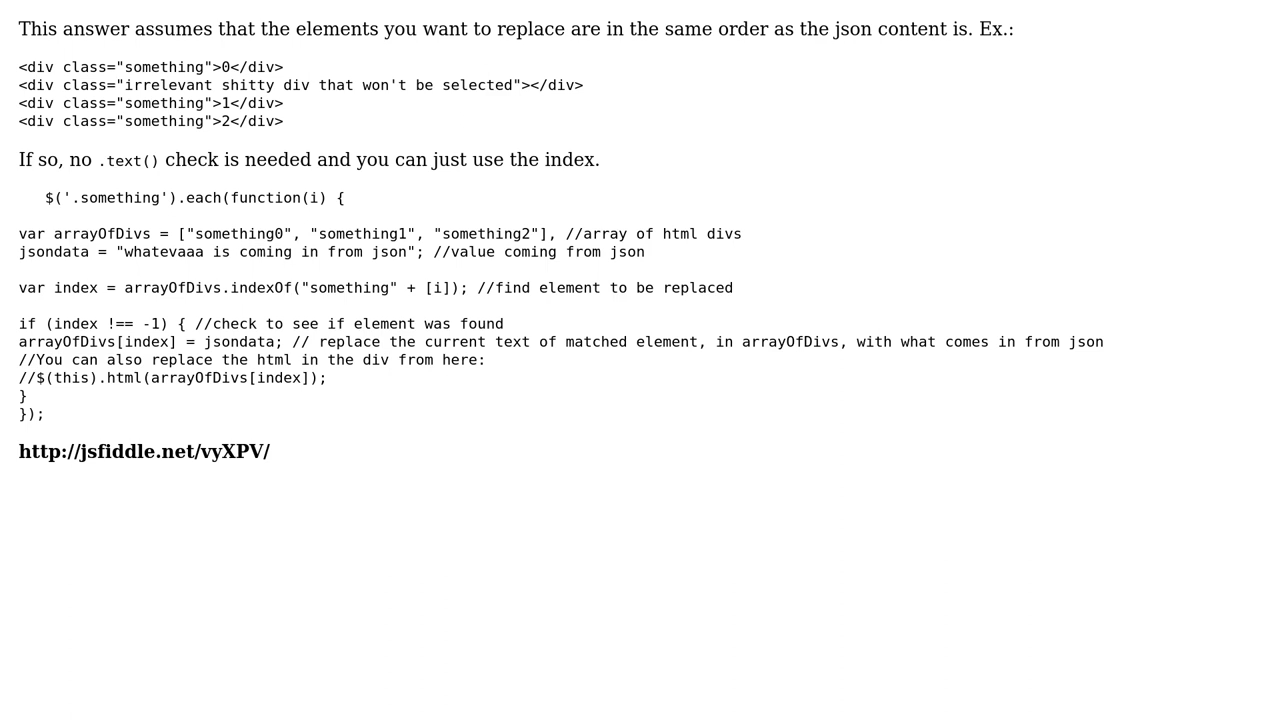 This answer assumes that the elements you want to replace are in the same order as the json content is. Ex.:
<div class="something">0</div>
<div class="irrelevant shitty div that won't be selected"></div>
<div class="something">1</div>
<div class="something">2</div>
If so, no .text() check is needed and you can just use the index.
$('.something').each(function(i) {
var arrayOfDivs = ["something0", "something1", "something2"], //array of html divs
jsondata = "whatevaaa is coming in from json"; //value coming from json
var index = arrayOfDivs.indexOf("something" + [i]); //find element to be replaced
if (index !== -1) { //check to see if element was found
arrayOfDivs[index] = jsondata; // replace the current text of matched element, in arrayOfDivs, with what comes in from json
//You can also replace the html in the div from here:
//$(this).html(arrayOfDivs[index]);
}
});
http://jsfiddle.net/vyXPV/